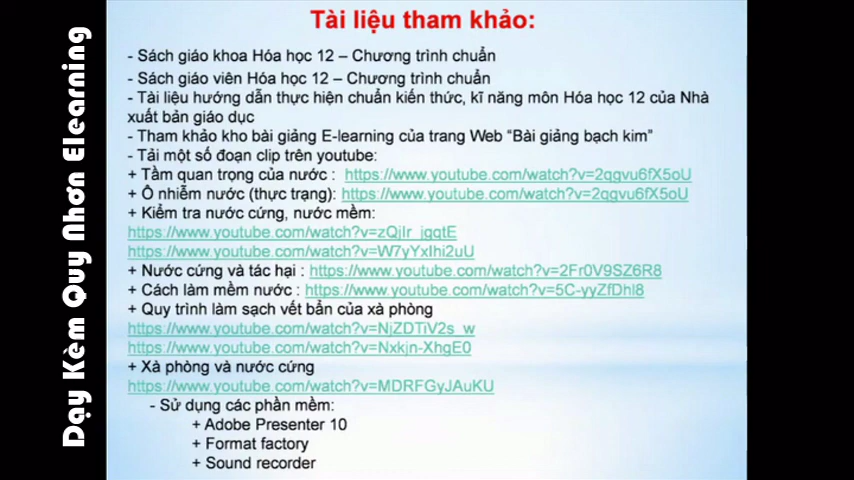 Dạy Kèm Quy Nhơn Elearning
Tài liệu tham khảo:
- Sách giáo khoa Hóa học 12 – Chương trình chuẩn
- Sách giáo viên Hóa học 12 – Chương trình chuẩn
- Tài liệu hướng dẫn thực hiện chuẩn kiến thức, kĩ năng môn Hóa học 12 của Nhà
xuất bản giáo dục
- Tham khảo kho bài giảng E-learning của trang Web “Bài giảng bạch kim”
- Tải một số đoạn clip trên youtube:
+ Tầm quan trọng của nước : https://www.youtube.com/watch?v=2qgvu6fX5oU
+ Ô nhiễm nước (thực trạng): https://www.youtube.com/watch?v=2qgvu6fX5oU
+ Kiểm tra nước cứng, nước mềm:
https://www.youtube.com/watch?v=zQjIr_jgqtE
https://www.youtube.com/watch?v=W7yYxIhi2uU
+ Nước cứng và tác hại : https://www.youtube.com/watch?v=2Fr0V9SZ6R8
+ Cách làm mềm nước : https://www.youtube.com/watch?v=5C-yyZfDhI8
+ Quy trình làm sạch vết bẩn của xà phòng
https://www.youtube.com/watch?v=NjZDTiV2s_w
https://www.youtube.com/watch?v=Nxkjn-XhgE0
+ Xà phòng và nước cứng
https://www.youtube.com/watch?v=MDRFGyJAuKU
- Sử dụng các phần mềm:
+ Adobe Presenter 10
+ Format factory
+ Sound recorder